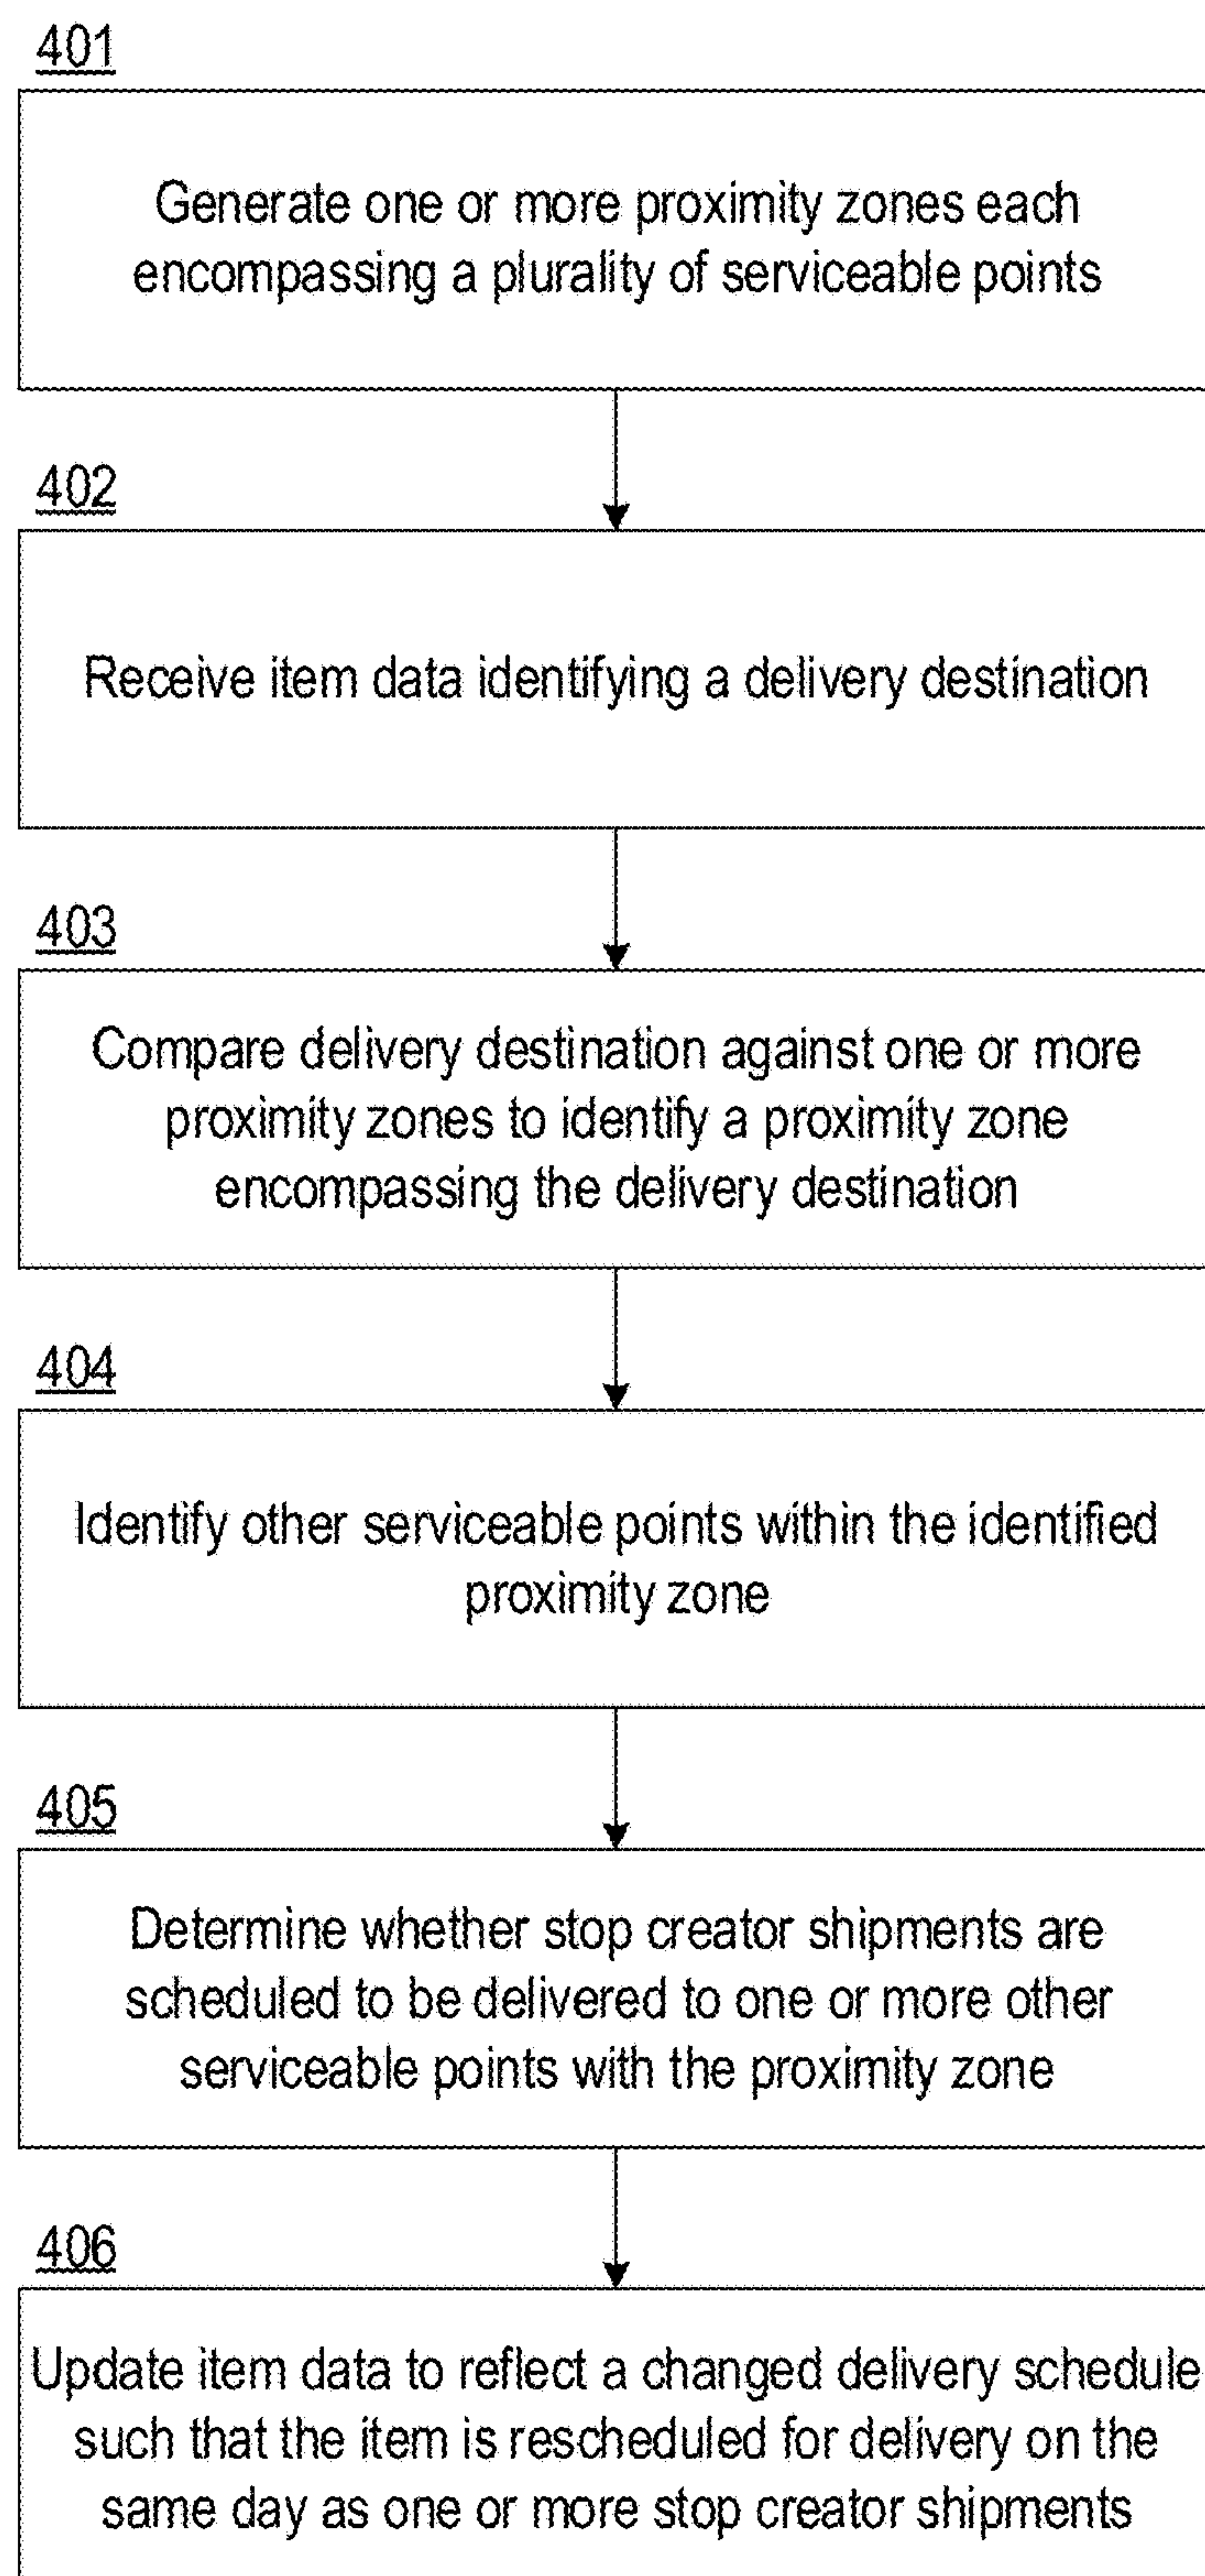 401
Generate one or more proximity zones each
encompassing a plurality of serviceable points
402
Receive item data identifying a delivery destination
403
Compare delivery destination against one or more
proximity zones to identify a proximity zone
encompassing the delivery destination
404
Identify other serviceable points within the identified
proximity zone
405
Determine whether stop creator shipments are
scheduled to be delivered to one or more other
serviceable points with the proximity zone
406
Update item data to reflect a changed delivery schedule
such that the item is rescheduled for delivery on the
same day as one or more stop creator shipments